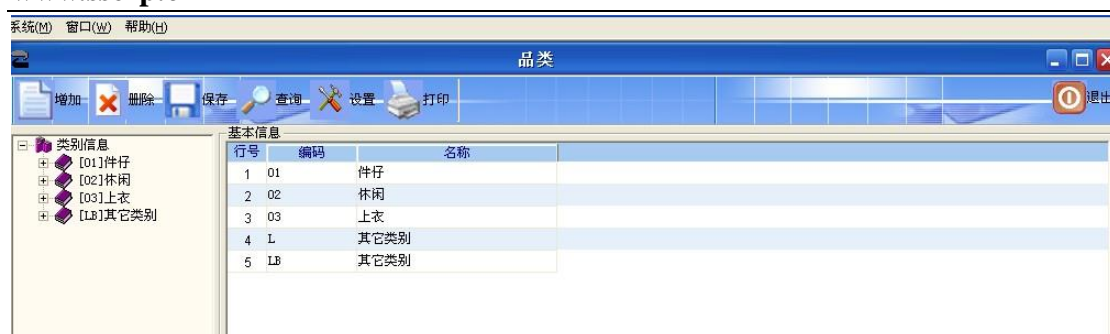 系统(M) 窗口(W) 帮助(H)
品类
增加 删除 保存 查询 设置 打印 退出
类别信息
[01]件仔
[02]休闲
[03]上衣
[LB]其它类别
基本信息
行号 编码 名称
1 01 件仔
2 02 休闲
3 03 上衣
4 L 其它类别
5 LB 其它类别